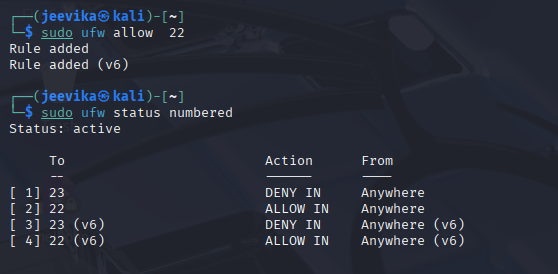 ┌──(jeevika㉿kali)-[~]
└─$ sudo ufw allow  22
Rule added
Rule added (v6)

┌──(jeevika㉿kali)-[~]
└─$ sudo ufw status numbered
Status: active

     To                         Action      From
     --                         ------      ----
[ 1] 23                         DENY IN     Anywhere
[ 2] 22                         ALLOW IN    Anywhere
[ 3] 23 (v6)                    DENY IN     Anywhere (v6)
[ 4] 22 (v6)                    ALLOW IN    Anywhere (v6)